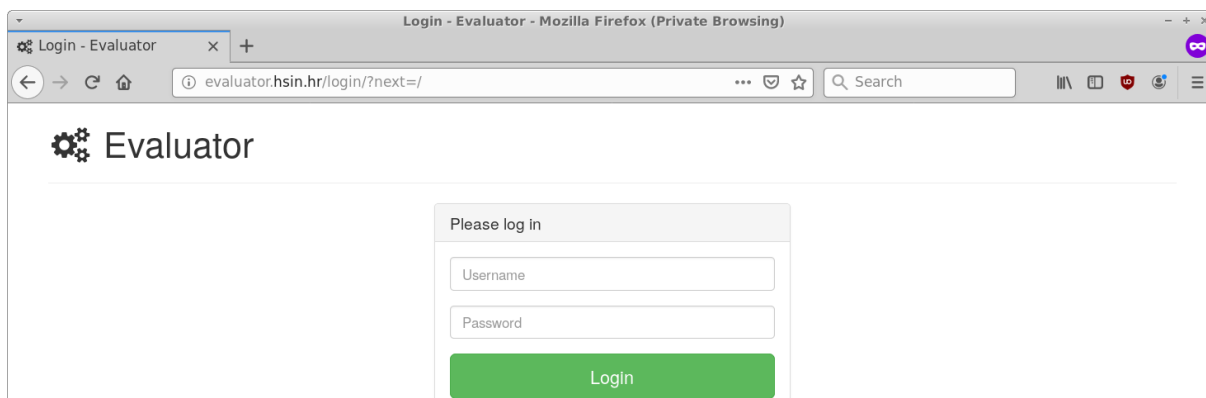 Login - Evaluator - Mozilla Firefox (Private Browsing)
Login - Evaluator
evaluator.hsin.hr/login/?next=/
Search
Evaluator
Please log in
Username
Password
Login